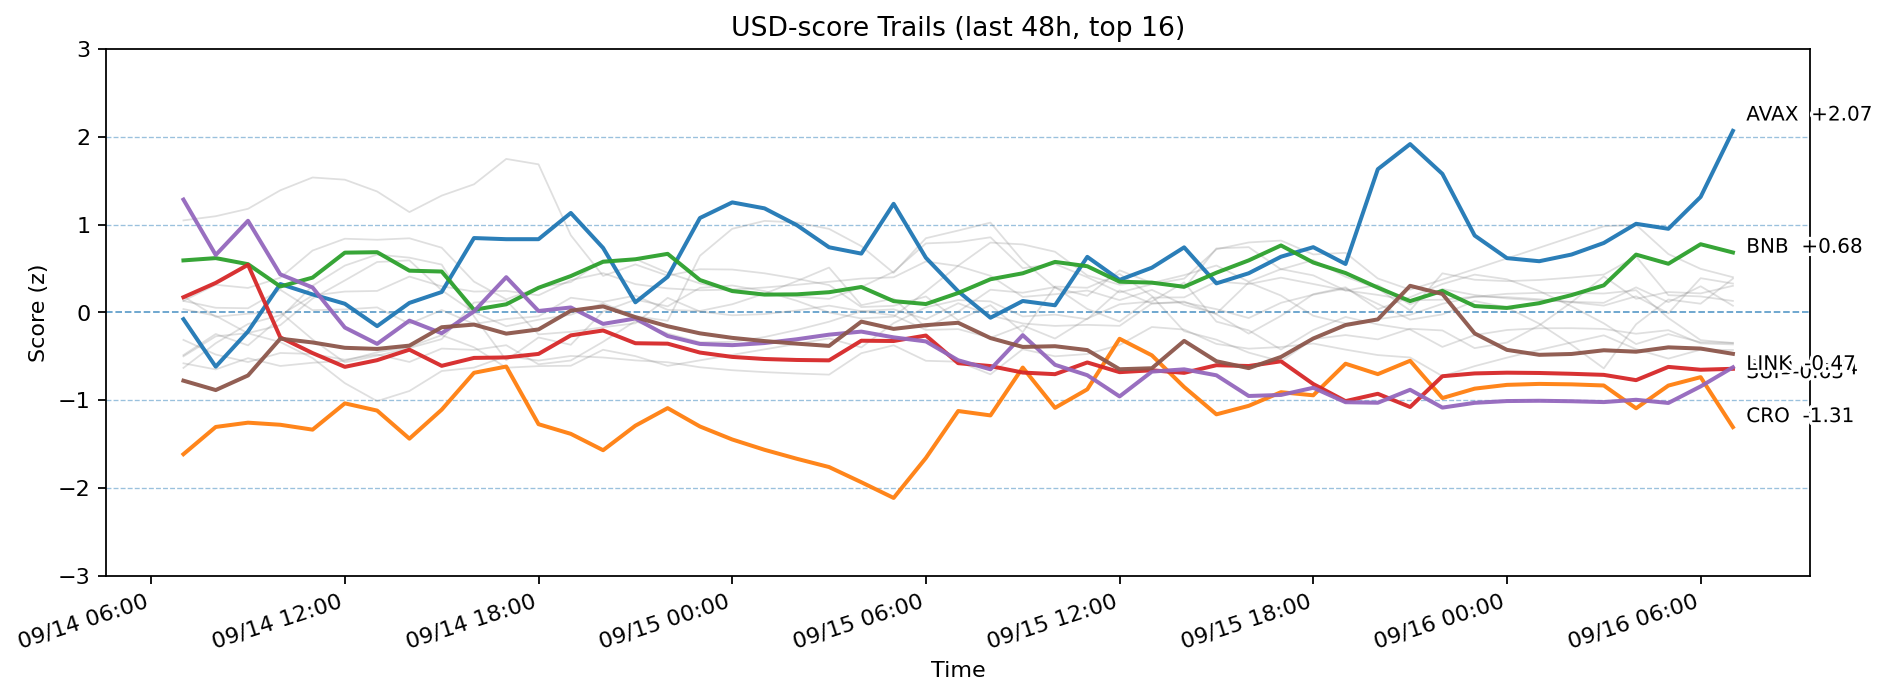 USD-score Trails (last 48h, top 16)
Score (z)
3
2
1
0
−1
−2
−3
AVAX +2.07
BNB +0.68
LINK -0.47
CRO -1.31
09/14 06:00
09/14 12:00
09/14 18:00
09/15 00:00
09/15 06:00
09/15 12:00
09/15 18:00
09/16 00:00
09/16 06:00
Time